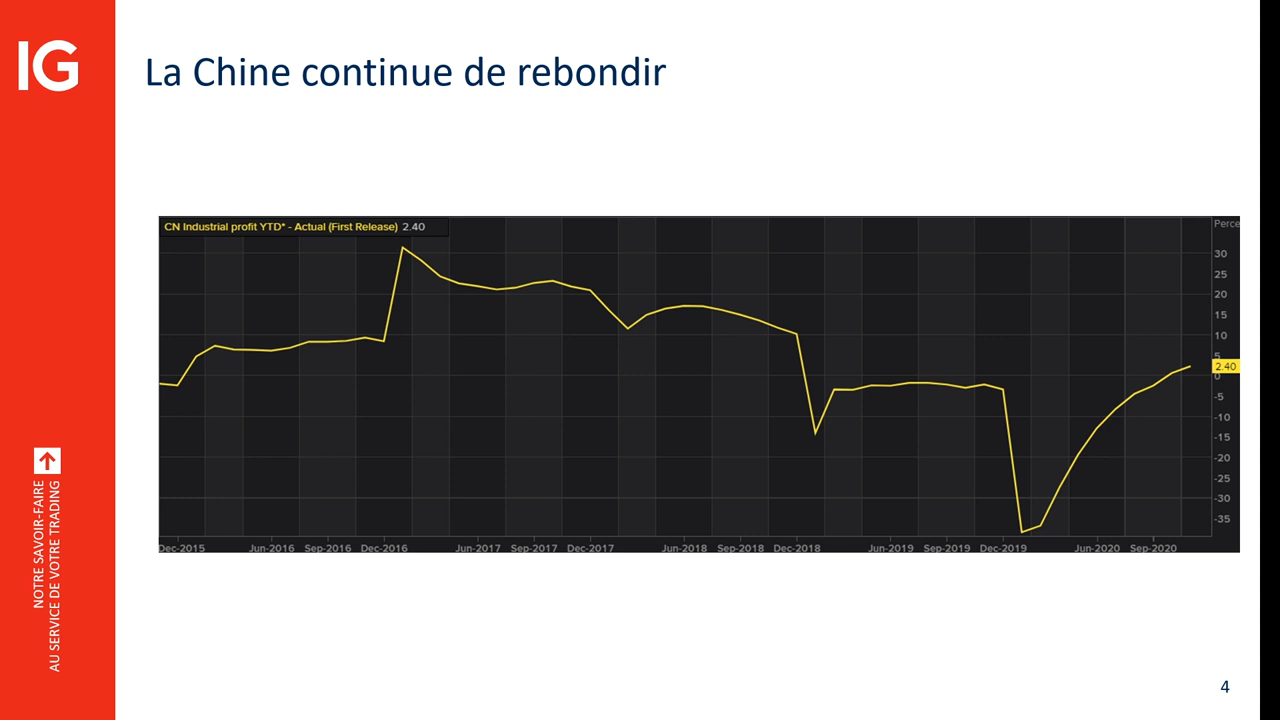 IG
La Chine continue de rebondir
CN Industrial profit YTD* - Actual (First Release) 2.40
Perce
30
25
20
15
10
5
2.40
0
-5
-10
-15
-20
-25
-30
-35
Dec-2015 Jun-2016 Sep-2016 Dec-2016 Jun-2017 Sep-2017 Dec-2017 Jun-2018 Sep-2018 Dec-2018 Jun-2019 Sep-2019 Dec-2019 Jun-2020 Sep-2020
NOTRE SAVOIR-FAIRE
AU SERVICE DE VOTRE TRADING
4